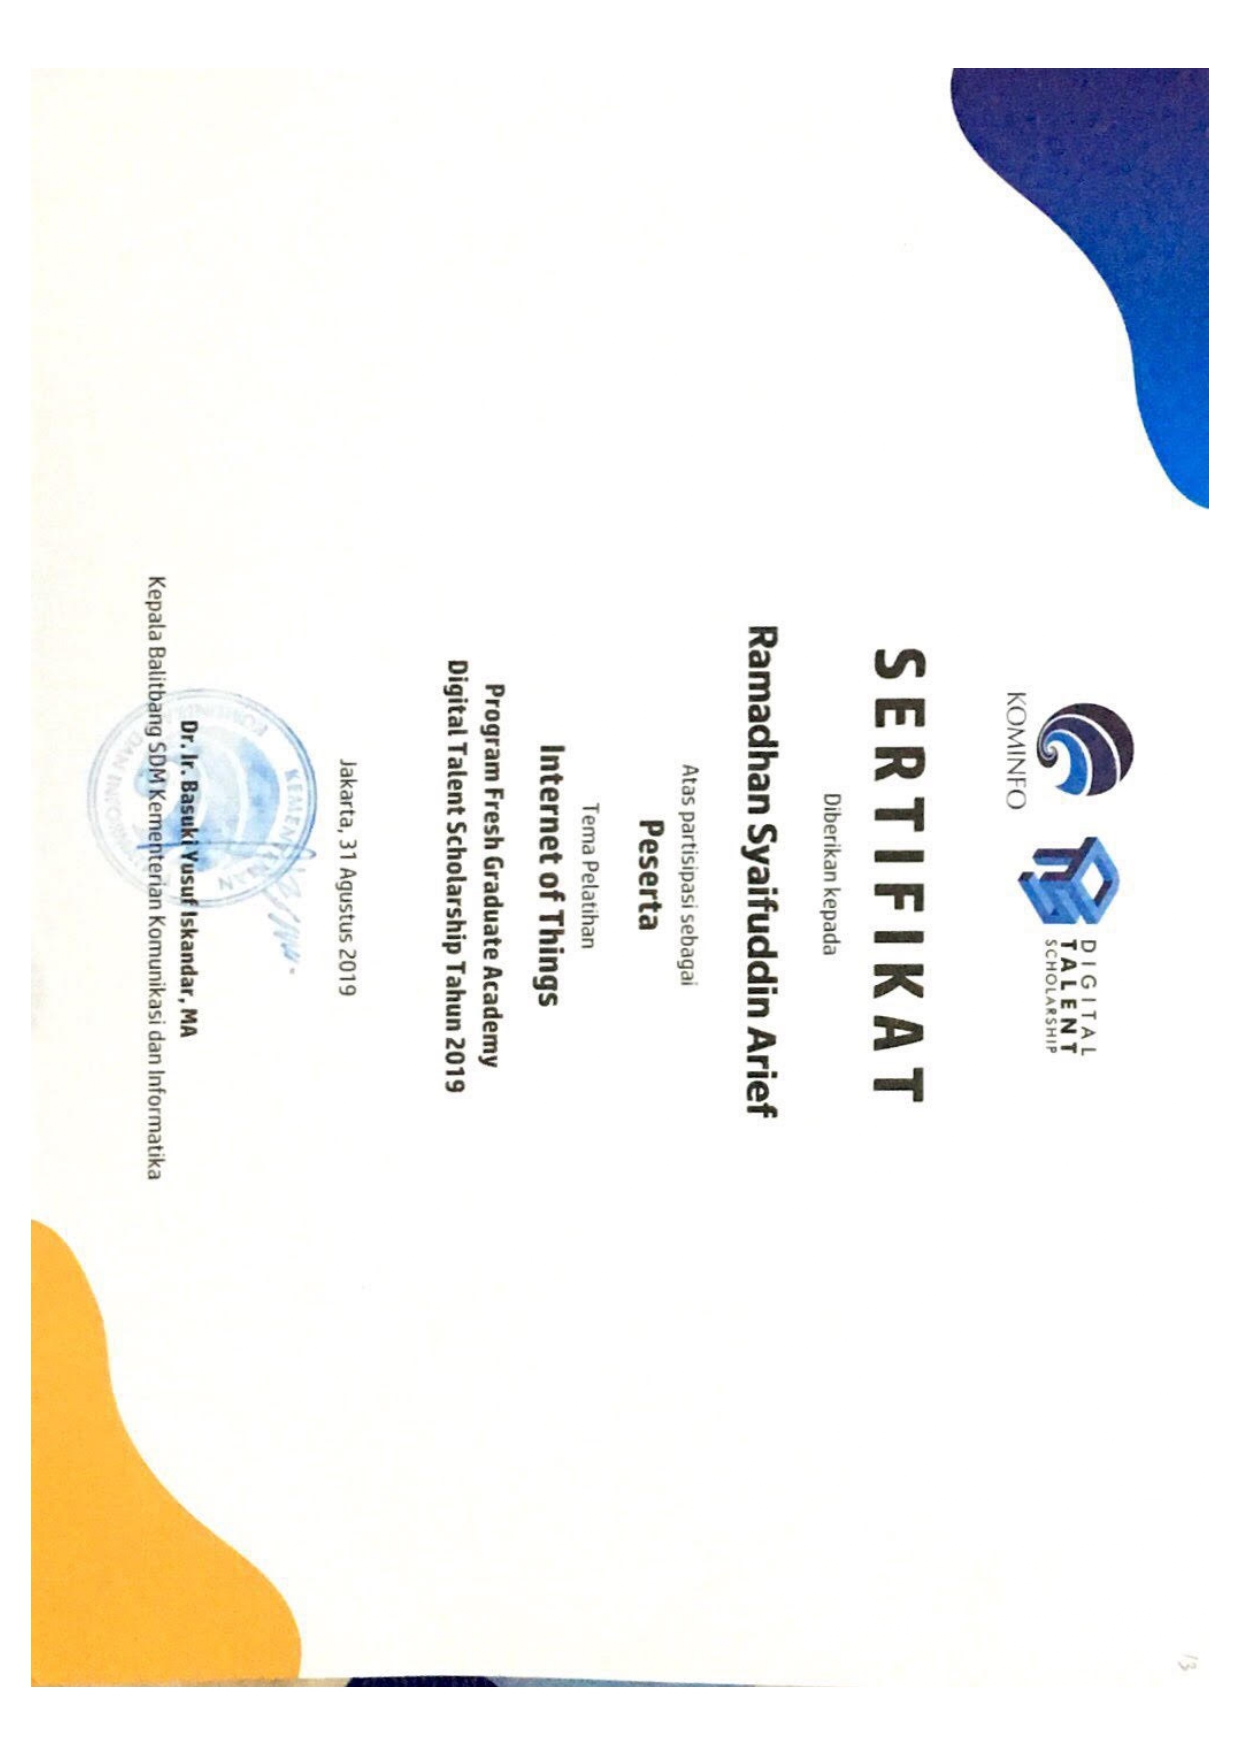 13
KOMINFO
DIGITAL
TALENT
SCHOLARSHIP
SERTIFIKAT
Diberikan kepada
Ramadhan Syaifuddin Arief
Atas partisipasi sebagai
Peserta
Tema Pelatihan
Internet of Things
Program Fresh Graduate Academy
Digital Talent Scholarship Tahun 2019
Jakarta, 31 Agustus 2019
KEMENTERIAN
DAN INFORMATIKA
Dr. Ir. Basuki Yusuf Iskandar, MA
Kepala Balitbang SDM Kementerian Komunikasi dan Informatika